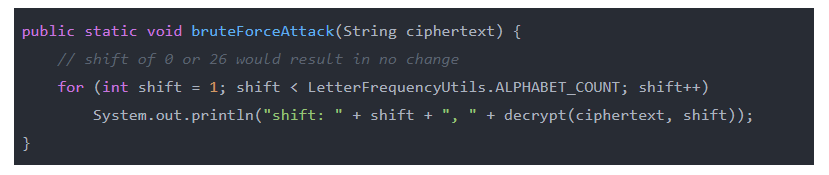 public static void bruteForceAttack(String ciphertext) {
    // shift of 0 or 26 would result in no change
    for (int shift = 1; shift < LetterFrequencyUtils.ALPHABET_COUNT; shift++)
        System.out.println("shift: " + shift + ", " + decrypt(ciphertext, shift));
}